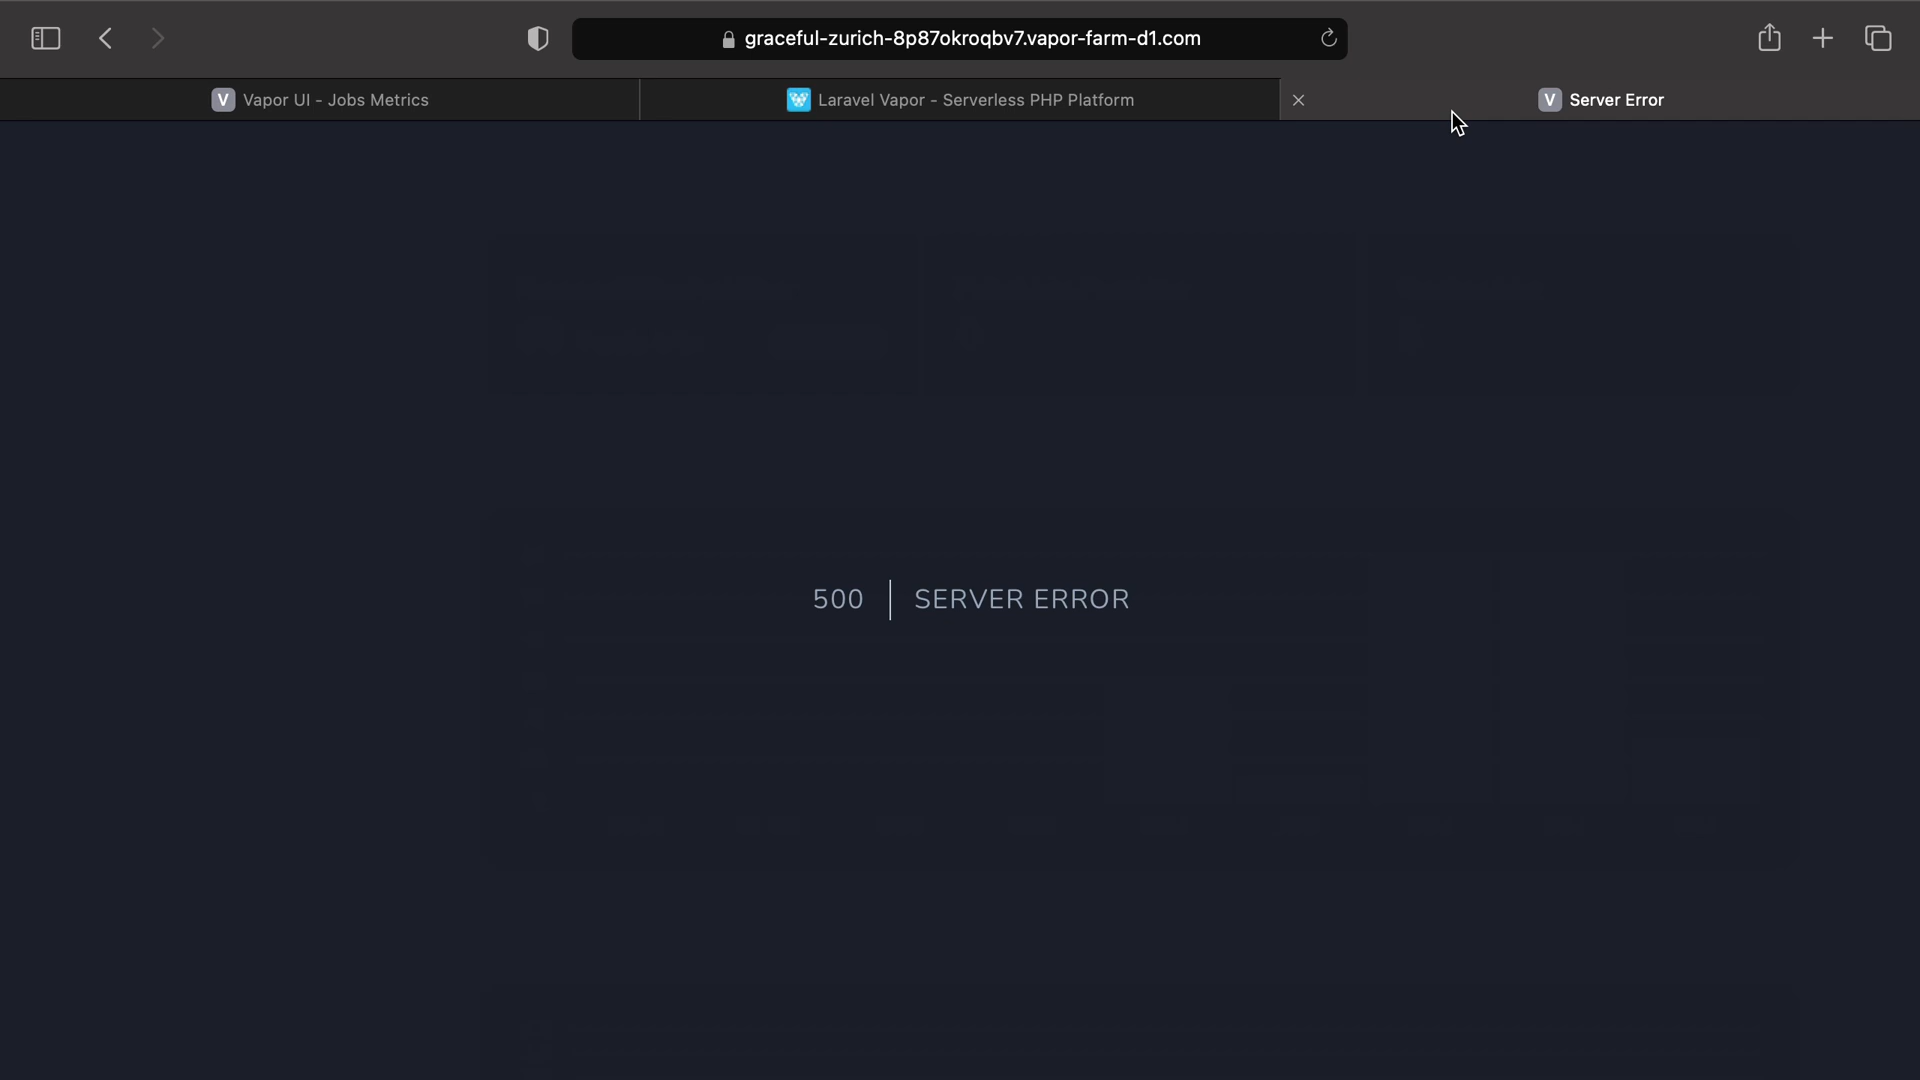 graceful-zurich-8p87okroqbv7.vapor-farm-d1.com
V Vapor UI - Jobs Metrics
Laravel Vapor - Serverless PHP Platform
V Server Error
500 SERVER ERROR